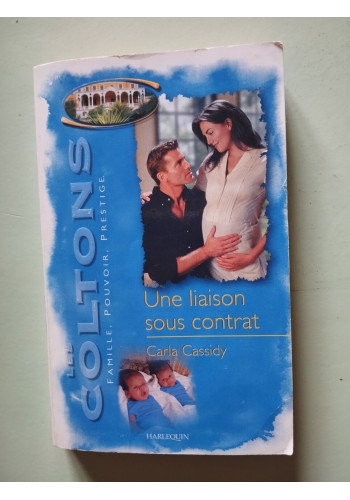 LES
COLTONS
FAMILLE. POUVOIR. PRESTIGE.
Une liaison
sous contrat
Carla Cassidy
HARLEQUIN